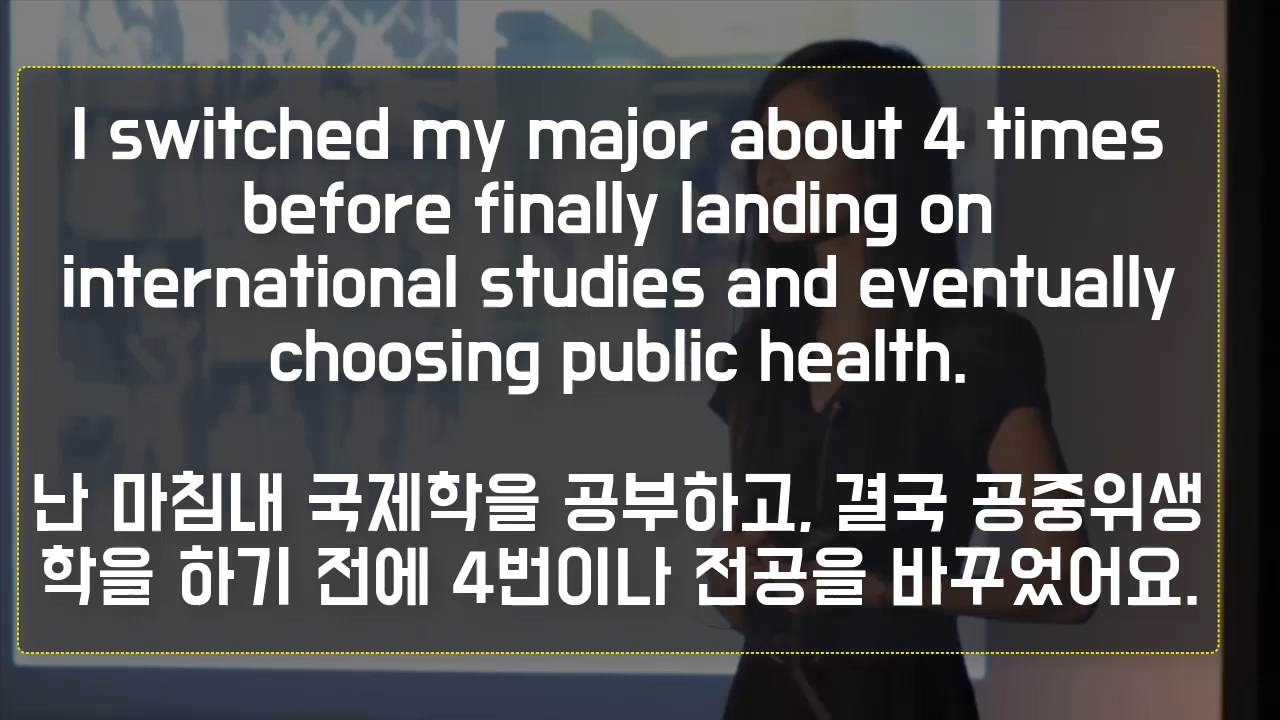 I switched my major about 4 times
before finally landing on
international studies and eventually
choosing public health.
난 마침내 국제학을 공부하고, 결국 공중위생
학을 하기 전에 4번이나 전공을 바꾸었어요.